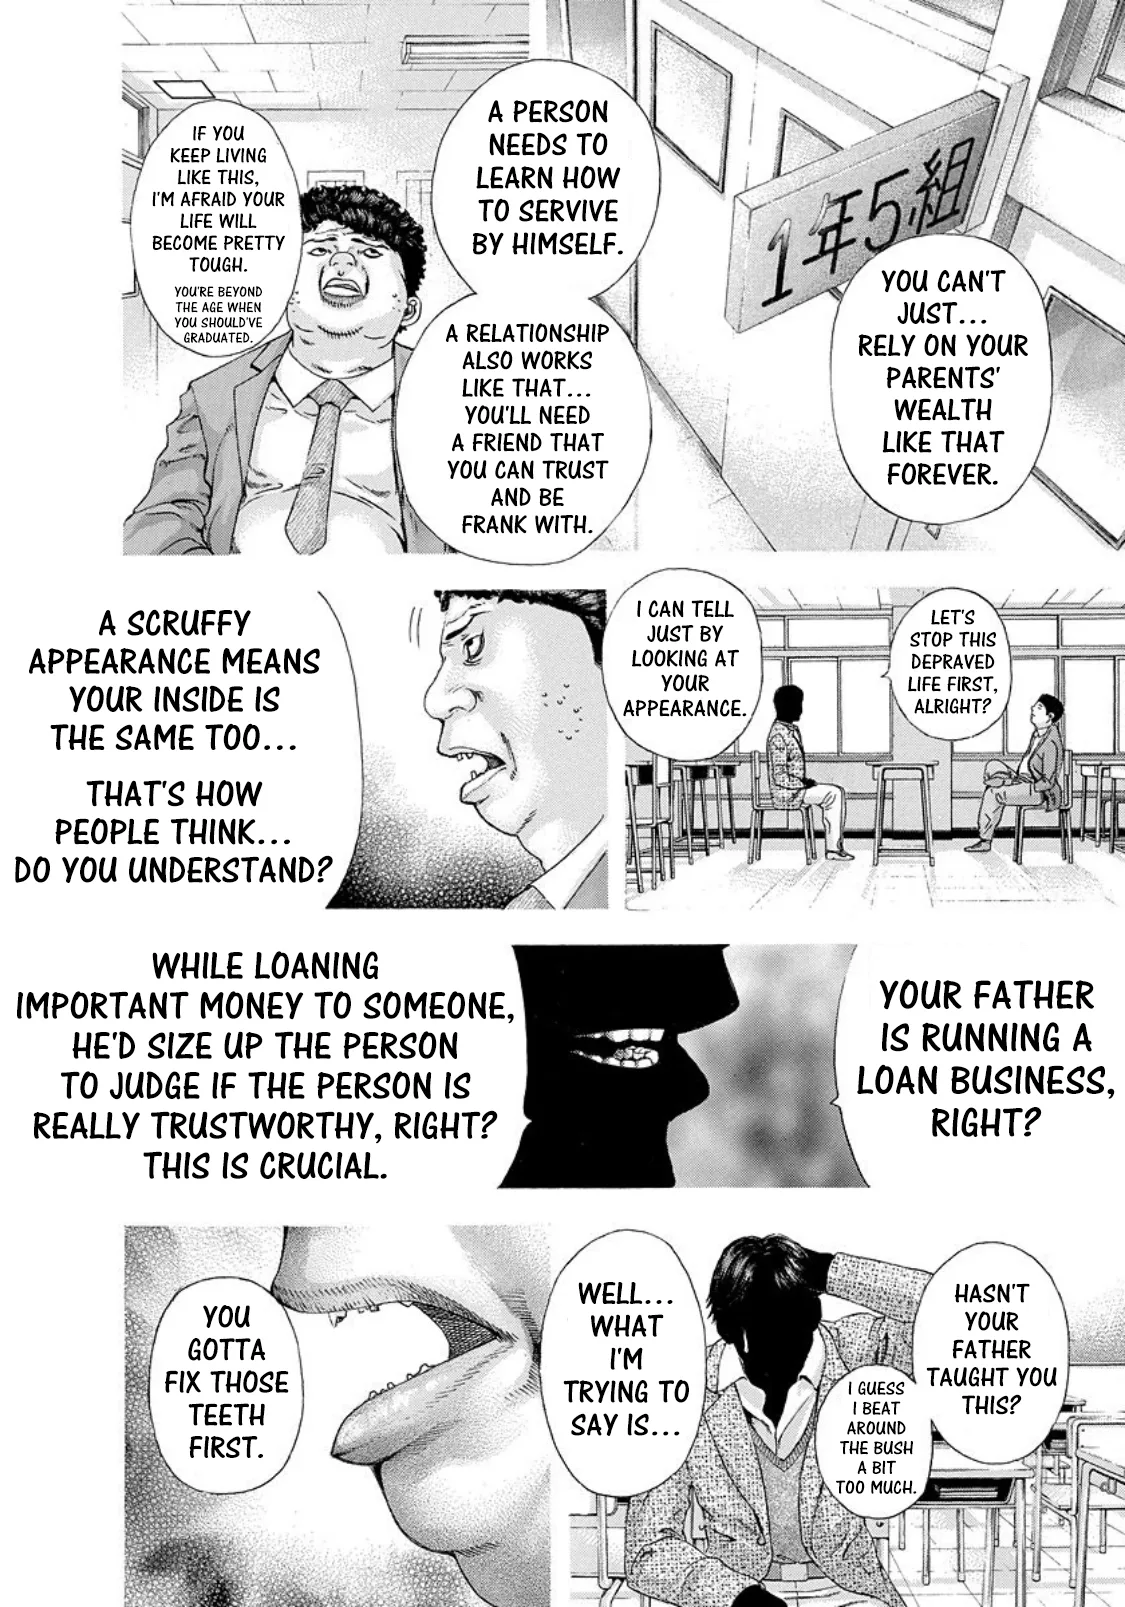 1年5組
YOU CAN'T
JUST...
RELY ON YOUR
PARENTS'
WEALTH
LIKE THAT
FOREVER.
A PERSON
NEEDS TO
LEARN HOW
TO SERVIVE
BY HIMSELF.
A RELATIONSHIP
ALSO WORKS
LIKE THAT...
YOU'LL NEED
A FRIEND THAT
YOU CAN TRUST
AND BE
FRANK WITH.
IF YOU
KEEP LIVING
LIKE THIS,
I'M AFRAID YOUR
LIFE WILL
BECOME PRETTY
TOUGH.
YOU'RE BEYOND
THE AGE WHEN
YOU SHOULD'VE
GRADUATED.
LET'S
STOP THIS
DEPRAVED
LIFE FIRST,
ALRIGHT?
I CAN TELL
JUST BY
LOOKING AT
YOUR
APPEARANCE.
A SCRUFFY
APPEARANCE MEANS
YOUR INSIDE IS
THE SAME TOO...
THAT'S HOW
PEOPLE THINK...
DO YOU UNDERSTAND?
YOUR FATHER
IS RUNNING A
LOAN BUSINESS,
RIGHT?
WHILE LOANING
IMPORTANT MONEY TO SOMEONE,
HE'D SIZE UP THE PERSON
TO JUDGE IF THE PERSON IS
REALLY TRUSTWORTHY, RIGHT?
THIS IS CRUCIAL.
HASN'T
YOUR
FATHER
TAUGHT YOU
THIS?
I GUESS
I BEAT
AROUND
THE BUSH
A BIT
TOO MUCH.
WELL...
WHAT
I'M
TRYING TO
SAY IS...
YOU
GOTTA
FIX THOSE
TEETH
FIRST.